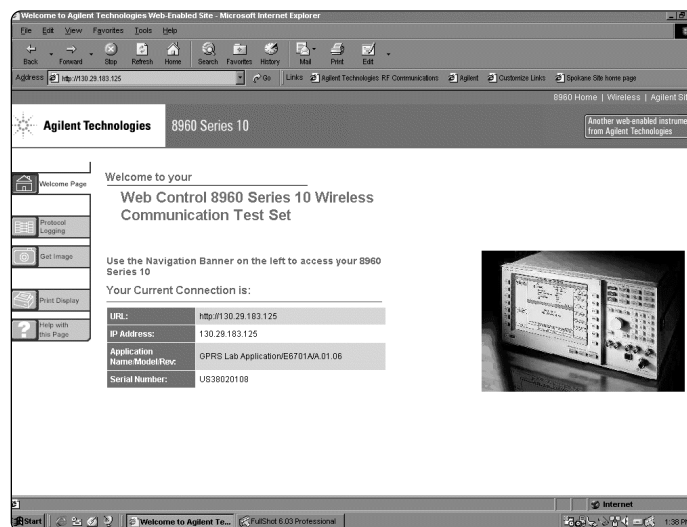 Welcome to Agilent Technologies Web-Enabled Site - Microsoft Internet Explorer
File Edit View Favorites Tools Help
Back Forward Stop Refresh Home Search Favorites History Mail Print Edit
Address http://130.29.183.125 Go Links Agilent Technologies RF Communications Agilent Customize Links Spokane Site home page
8960 Home | Wireless | Agilent Sit
Agilent Technologies 8960 Series 10
Another web-enabled instrume
from Agilent Technologies
Welcome Page
Protocol
Logging
Get Image
Print Display
Help with
this Page
Welcome to your
Web Control 8960 Series 10 Wireless
Communication Test Set
Use the Navigation Banner on the left to access your 8960
Series 10
Your Current Connection is:
URL: http://130.29.183.125
IP Address: 130.29.183.125
Application
Name/Model/Rev: GPRS Lab Application/E6701A/A.01.06
Serial Number: US38020108
Internet
Start Welcome to Agilent Te... FullShot 6.03 Professional 1:38 P